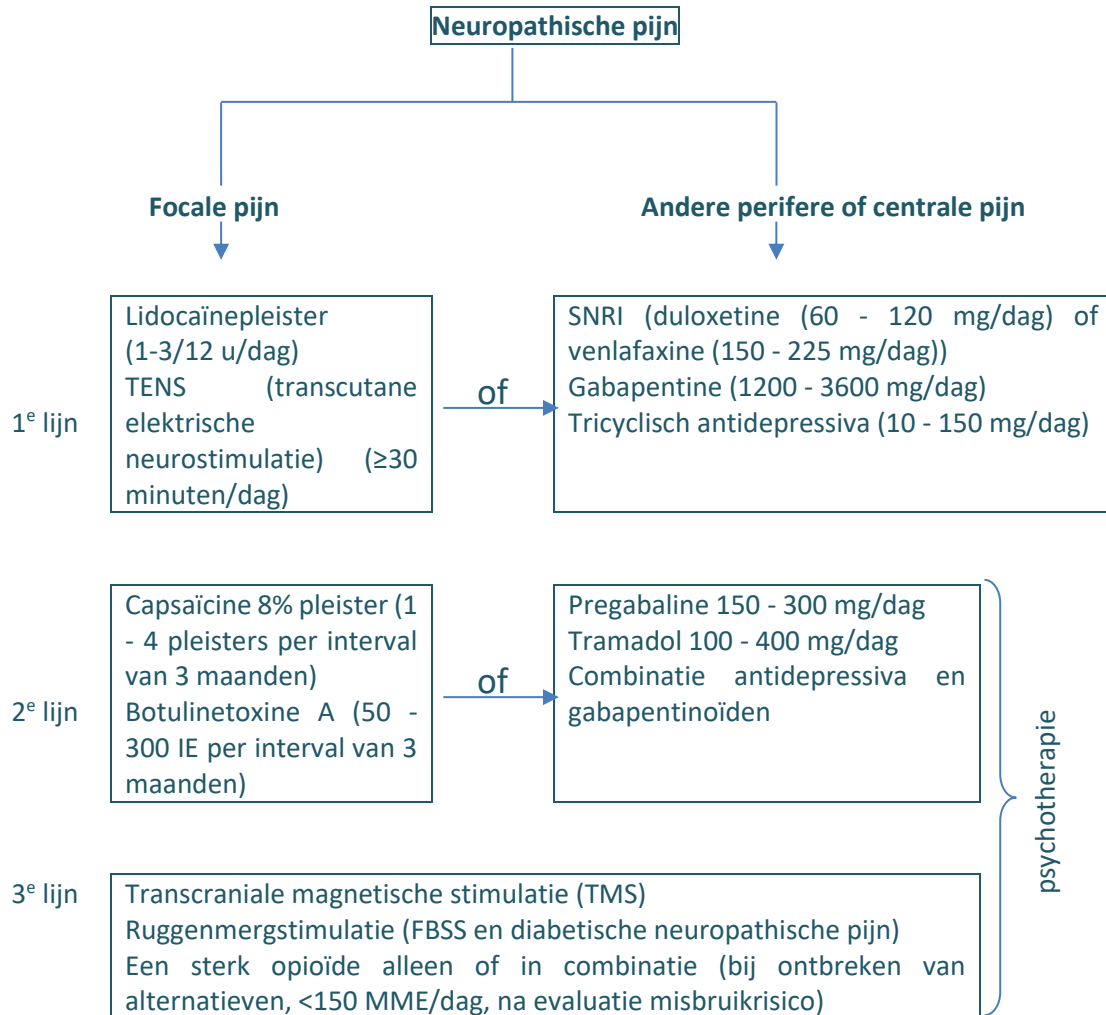 Neuropathische pijn
Focale pijn
Andere perifere of centrale pijn
1e lijn
Lidocaïnepleister
(1-3/12 u/dag)
TENS (transcutane
elektrische
neurostimulatie) (≥30
minuten/dag)
of
SNRI (duloxetine (60 - 120 mg/dag) of
venlafaxine (150 - 225 mg/dag))
Gabapentine (1200 - 3600 mg/dag)
Tricyclisch antidepressiva (10 - 150 mg/dag)
2e lijn
Capsaïcine 8% pleister (1
- 4 pleisters per interval
van 3 maanden)
Botulinetoxine A (50 -
300 IE per interval van 3
maanden)
of
Pregabaline 150 - 300 mg/dag
Tramadol 100 - 400 mg/dag
Combinatie antidepressiva en
gabapentinoïden
3e lijn
Transcraniale magnetische stimulatie (TMS)
Ruggenmergstimulatie (FBSS en diabetische neuropathische pijn)
Een sterk opioïde alleen of in combinatie (bij ontbreken van
alternatieven, <150 MME/dag, na evaluatie misbruikrisico)
psychotherapie